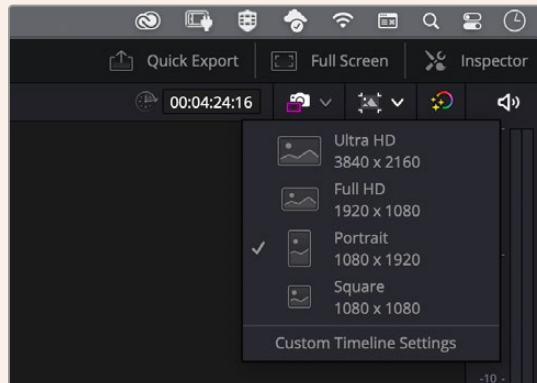 Quick Export
Full Screen
Inspector
00:04:24:16
Ultra HD
3840 x 2160
Full HD
1920 x 1080
Portrait
1080 x 1920
Square
1080 x 1080
Custom Timeline Settings
-10